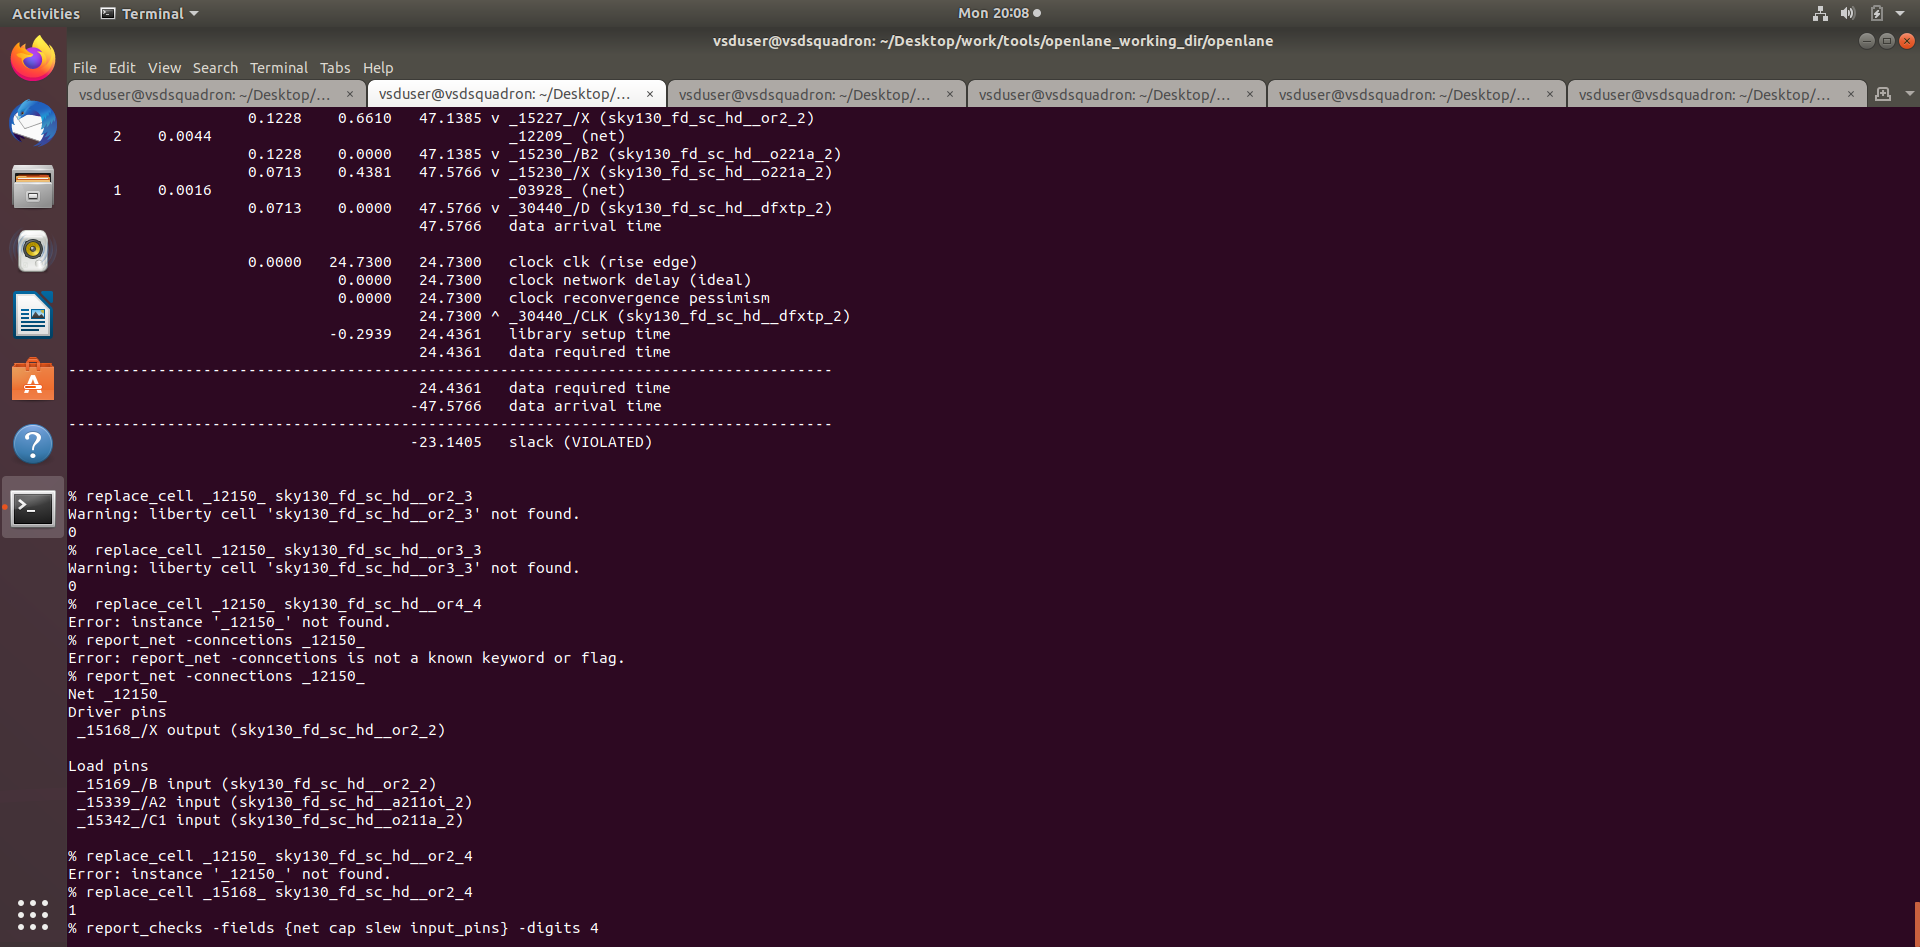 Activities Terminal Mon 20:08
vsduser@vsdsquadron: ~/Desktop/work/tools/openlane_working_dir/openlane
File Edit View Search Terminal Tabs Help
vsduser@vsdsquadron: ~/Desktop/... × vsduser@vsdsquadron: ~/Desktop/... × vsduser@vsdsquadron: ~/Desktop/... × vsduser@vsdsquadron: ~/Desktop/... × vsduser@vsdsquadron: ~/Desktop/... × vsduser@vsdsquadron: ~/Desktop/... ×
0.1228 0.6610 47.1385 v _15227_/X (sky130_fd_sc_hd__or2_2)
2 0.0044 _12209_ (net)
0.1228 0.0000 47.1385 v _15230_/B2 (sky130_fd_sc_hd__o221a_2)
0.0713 0.4381 47.5766 v _15230_/X (sky130_fd_sc_hd__o221a_2)
1 0.0016 _03928_ (net)
0.0713 0.0000 47.5766 v _30440_/D (sky130_fd_sc_hd__dfxtp_2)
47.5766 data arrival time
0.0000 24.7300 24.7300 clock clk (rise edge)
0.0000 24.7300 clock network delay (ideal)
0.0000 24.7300 clock reconvergence pessimism
24.7300 ^ _30440_/CLK (sky130_fd_sc_hd__dfxtp_2)
-0.2939 24.4361 library setup time
24.4361 data required time
-------------------------------------------------------------------------------------
24.4361 data required time
-47.5766 data arrival time
-------------------------------------------------------------------------------------
-23.1405 slack (VIOLATED)
% replace_cell _12150_ sky130_fd_sc_hd__or2_3
Warning: liberty cell 'sky130_fd_sc_hd__or2_3' not found.
0
% replace_cell _12150_ sky130_fd_sc_hd__or3_3
Warning: liberty cell 'sky130_fd_sc_hd__or3_3' not found.
0
% replace_cell _12150_ sky130_fd_sc_hd__or4_4
Error: instance '_12150_' not found.
% report_net -conncetions _12150_
Error: report_net -conncetions is not a known keyword or flag.
% report_net -connections _12150_
Net _12150_
Driver pins
_15168_/X output (sky130_fd_sc_hd__or2_2)
Load pins
_15169_/B input (sky130_fd_sc_hd__or2_2)
_15339_/A2 input (sky130_fd_sc_hd__a211oi_2)
_15342_/C1 input (sky130_fd_sc_hd__o211a_2)
% replace_cell _12150_ sky130_fd_sc_hd__or2_4
Error: instance '_12150_' not found.
% replace_cell _15168_ sky130_fd_sc_hd__or2_4
1
% report_checks -fields {net cap slew input_pins} -digits 4